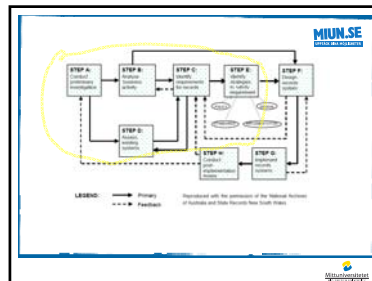 MIUN.SE
STEP A:
Conduct
preliminary
investigation
STEP B:
Analyse
business
activity
STEP C:
Identify
requirements
for records
STEP E:
Identify
strategies
to satisfy
requirements
STEP F:
Design
records
system
STEP D:
Assess
existing
systems
STEP H:
Conduct
post-
implementation
review
STEP G:
Implement
records
systems
LEGEND:
Primary
Feedback
Reproduced with the permission of the National Archives
of Australia and State Records New South Wales
Mittuniversitetet